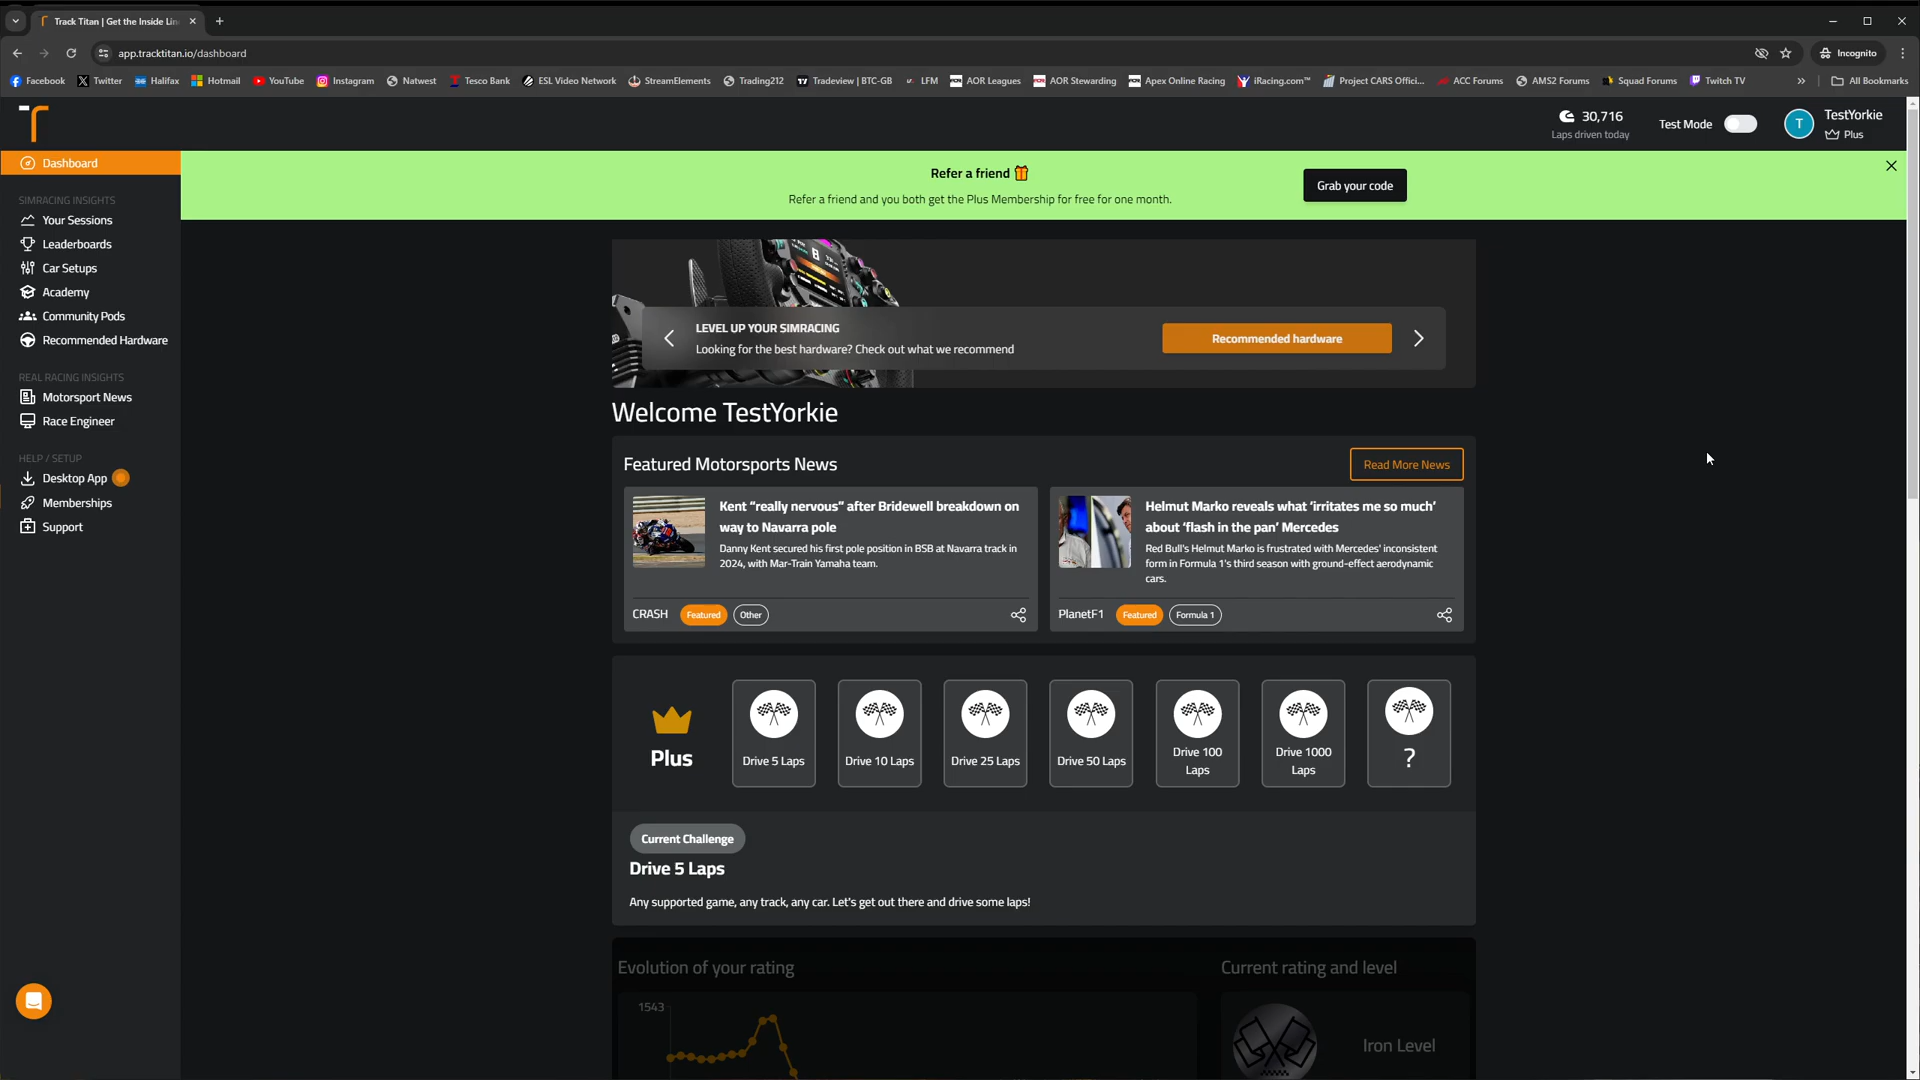 Track Titan | Get the Inside Lin
app.tracktitan.io/dashboard
Incognito
Facebook Twitter Halifax Hotmail YouTube Instagram Natwest Tesco Bank ESL Video Network StreamElements Trading212 Tradeview | BTC-GB LFM AOR Leagues AOR Stewarding Apex Online Racing iRacing.com™ Project CARS Offici... ACC Forums AMS2 Forums Squad Forums Twitch TV » All Bookmarks
30,716
Laps driven today
Test Mode
T
TestYorkie
Plus
Dashboard
SIMRACING INSIGHTS
Your Sessions
Leaderboards
Car Setups
Academy
Community Pods
Recommended Hardware
REAL RACING INSIGHTS
Motorsport News
Race Engineer
HELP / SETUP
Desktop App
Memberships
Support
Refer a friend
Refer a friend and you both get the Plus Membership for free for one month.
Grab your code
LEVEL UP YOUR SIMRACING
Looking for the best hardware? Check out what we recommend
Recommended hardware
Welcome TestYorkie
Featured Motorsports News
Read More News
Kent “really nervous” after Bridewell breakdown on
way to Navarra pole
Danny Kent secured his first pole position in BSB at Navarra track in
2024, with Mar-Train Yamaha team.
CRASH Featured Other
Helmut Marko reveals what ‘irritates me so much’
about ‘flash in the pan’ Mercedes
Red Bull's Helmut Marko is frustrated with Mercedes' inconsistent
form in Formula 1's third season with ground-effect aerodynamic
cars.
PlanetF1 Featured Formula 1
Plus
Drive 5 Laps
Drive 10 Laps
Drive 25 Laps
Drive 50 Laps
Drive 100
Laps
Drive 1000
Laps
?
Current Challenge
Drive 5 Laps
Any supported game, any track, any car. Let's get out there and drive some laps!
Evolution of your rating
1543
Current rating and level
Iron Level